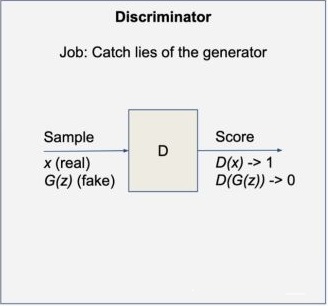 Discriminator
Job: Catch lies of the generator
Sample
x (real)
G(z) (fake)
D
Score
D(x) -> 1
D(G(z)) -> 0